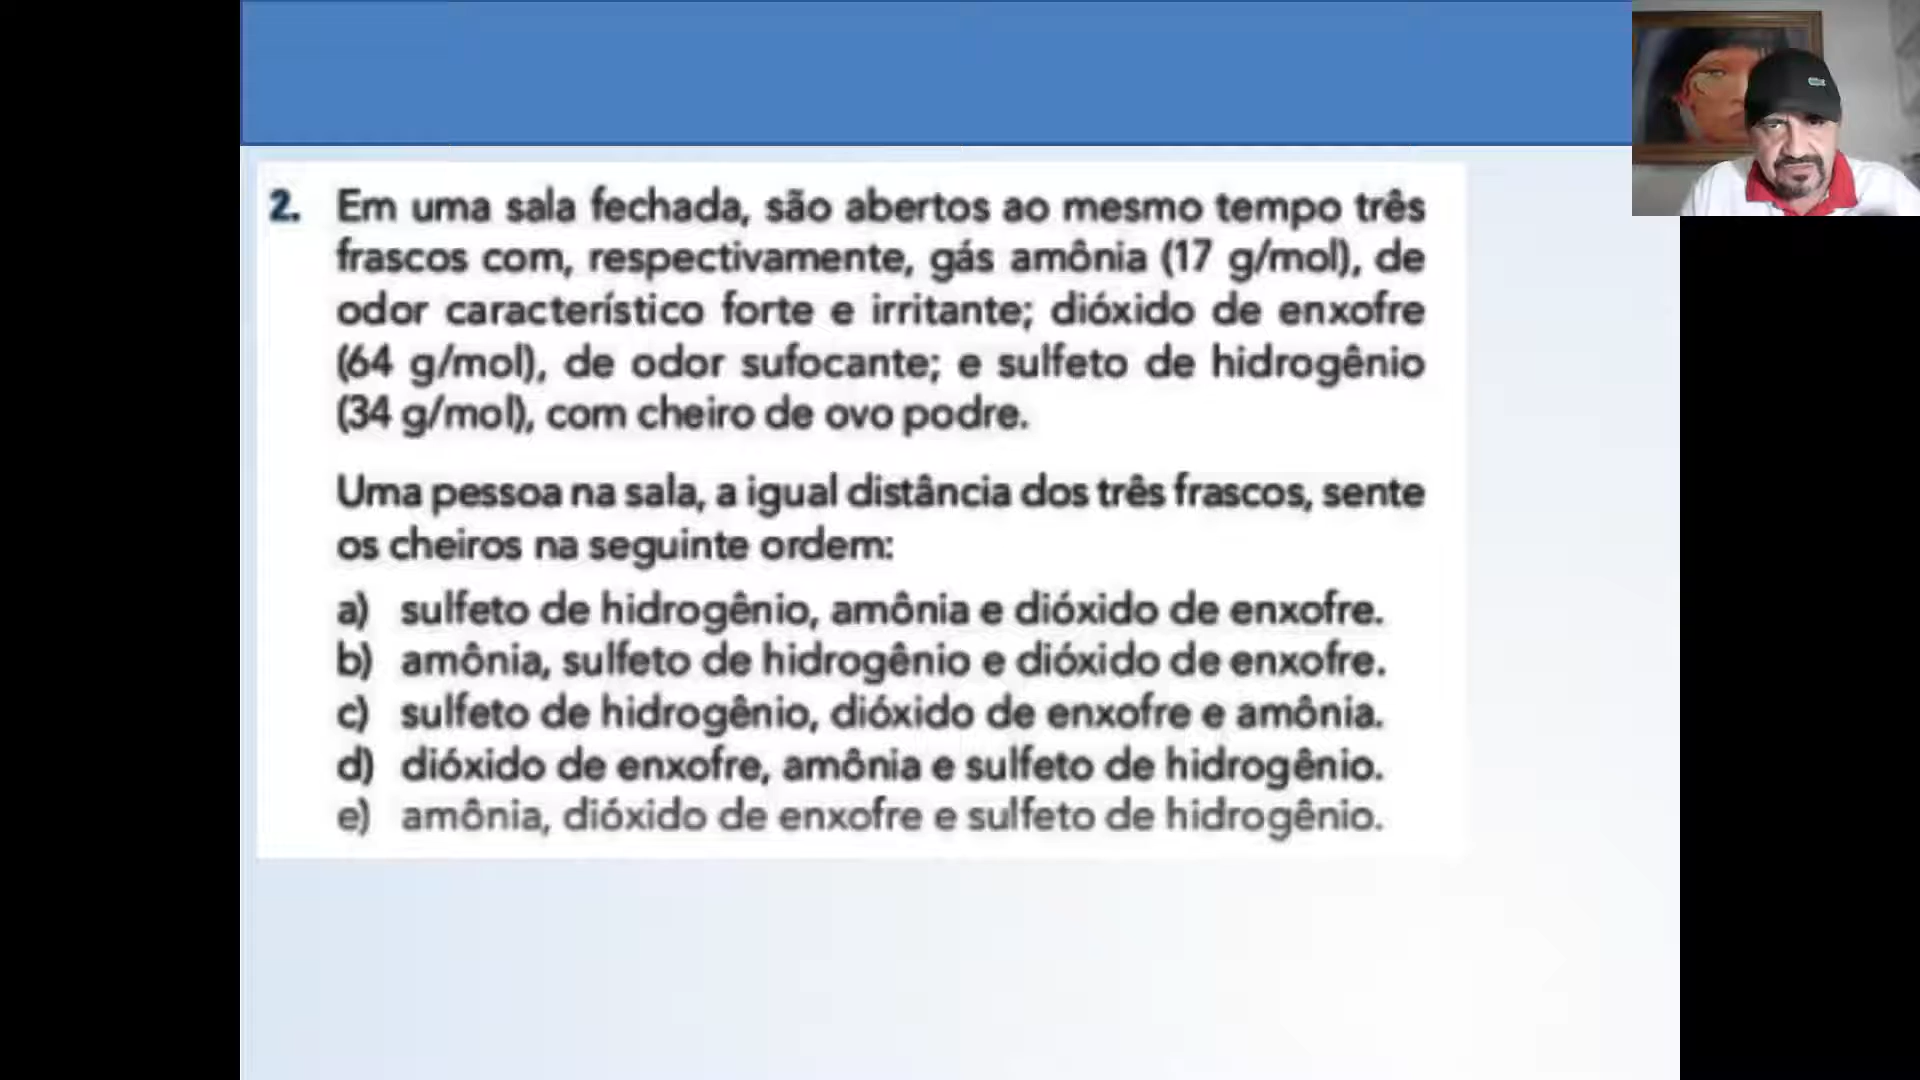 2. Em uma sala fechada, são abertos ao mesmo tempo três
frascos com, respectivamente, gás amônia (17 g/mol), de
odor característico forte e irritante; dióxido de enxofre
(64 g/mol), de odor sufocante; e sulfeto de hidrogênio
(34 g/mol), com cheiro de ovo podre.
Uma pessoa na sala, a igual distância dos três frascos, sente
os cheiros na seguinte ordem:
a) sulfeto de hidrogênio, amônia e dióxido de enxofre.
b) amônia, sulfeto de hidrogênio e dióxido de enxofre.
c) sulfeto de hidrogênio, dióxido de enxofre e amônia.
d) dióxido de enxofre, amônia e sulfeto de hidrogênio.
e) amônia, dióxido de enxofre e sulfeto de hidrogênio.